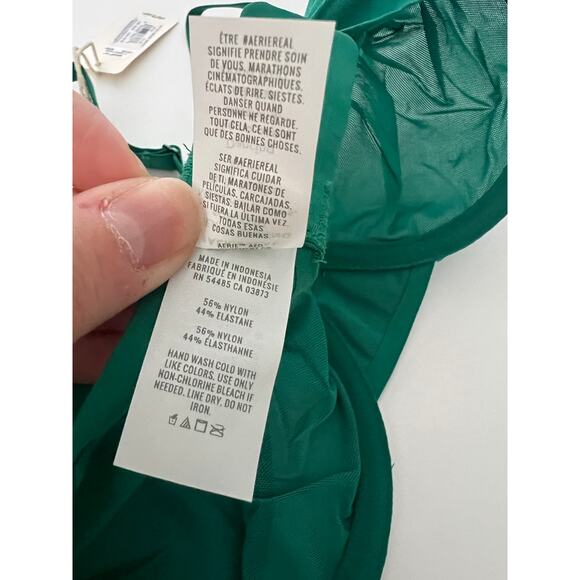 ÊTRE #AERIEREAL
SIGNIFIE PRENDRE SOIN
DE VOUS. MARATHONS
CINÉMATOGRAPHIQUES.
ÉCLATS DE RIRE. SIESTES.
DANSER QUAND
PERSONNE NE REGARDE.
TOUT CELA, CE NE SONT
QUE DES BONNES CHOSES.
SER #AERIEREAL
SIGNIFICA CUIDAR
DE TI. MARATONES DE
PELÍCULAS, CARCAJADAS,
SIESTAS, BAILAR COMO
SI FUERA LA ÚLTIMA VEZ.
TODAS ESAS
COSAS BUENAS.
MADE IN INDONESIA
FABRIQUÉ EN INDONÉSIE
RN 54485 CA 03873
56% NYLON
44% ELASTANE
56% NYLON
44% ÉLASTHANNE
HAND WASH COLD WITH
LIKE COLORS. USE ONLY
NON-CHLORINE BLEACH IF
NEEDED. LINE DRY. DO NOT
IRON.